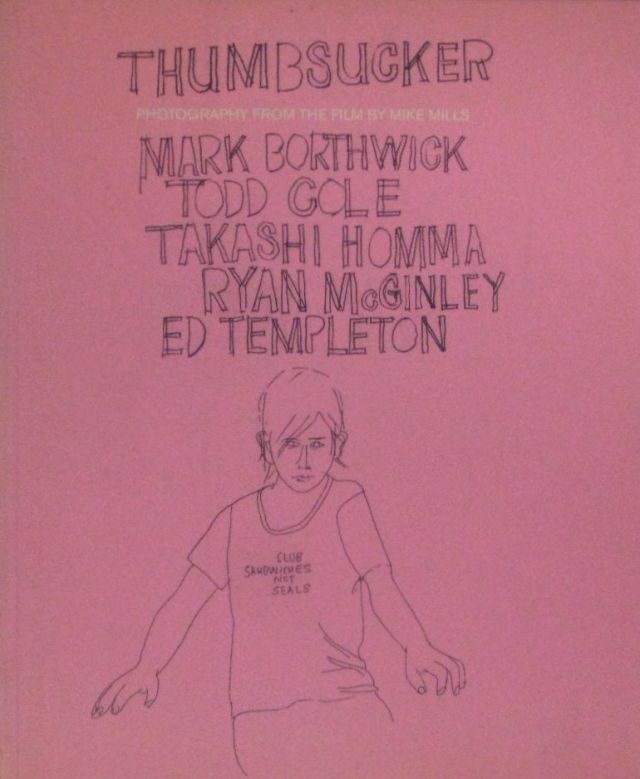 THUMBSUCKER
PHOTOGRAPHY FROM THE FILM BY MIKE MILLS
MARK BORTHWICK
TODD COLE
TAKASHI HOMMA
RYAN McGINLEY
ED TEMPLETON
CLUB
SANDWICHES
NOT
SEALS